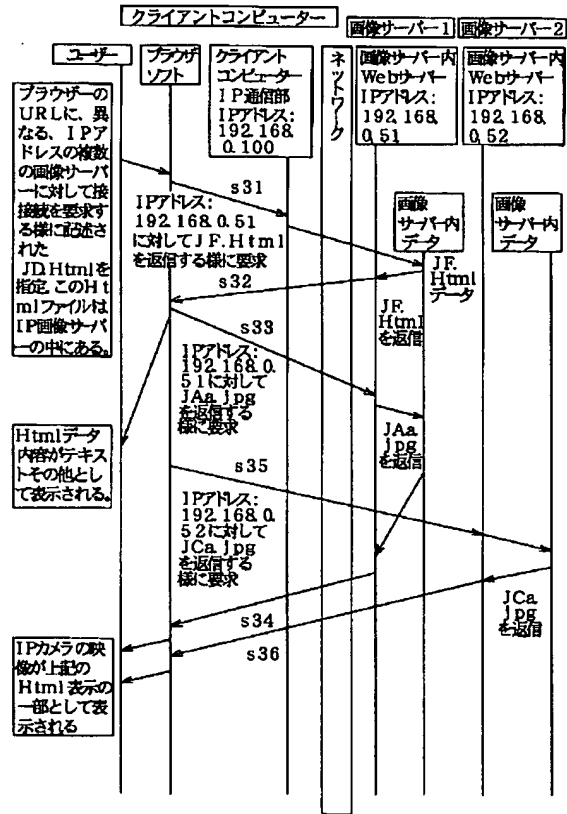 クライアントコンピューター
画像サーバー1
画像サーバー2
ユーザー
ブラウザ
ソフト
クライアント
コンピューター
IP通信部
IPアドレス:
192.168.
0.100
ネットワーク
画像サーバー内
Webサーバー
IPアドレス:
192.168.
0.51
画像サーバー内
Webサーバー
IPアドレス:
192.168.
0.52
ブラウザーの
URLに、異
なる、IPア
ドレスの複数
の画像サーバ
ーに対して接
接続を要求す
る様に記述さ
れた
JD.Htmlを
指定.このHt
mlファイルは
IP画像サーバ
ーの中にある。
s31
IPアドレス:
192.168.0.51
に対してJF.Html
を返信する様に要求
画像
サーバー内
データ
画像
サーバー内
データ
JF.
Html
データ
s32
JF.
Html
を返信
s33
IPアドレス:
192.168.0.
51に対して
JAa.jpg
を返信する
様に要求
JAa.
jpg
を返信
Htmlデータ
内容がテキス
トその他とし
て表示される。
s35
IPアドレス:
192.168.0.
52に対して
JCa.jpg
を返信する
様に要求
JCa.
jpg
を返信
s34
s36
IPカメラの映
像が上記の
Html表示の
一部として表
示される